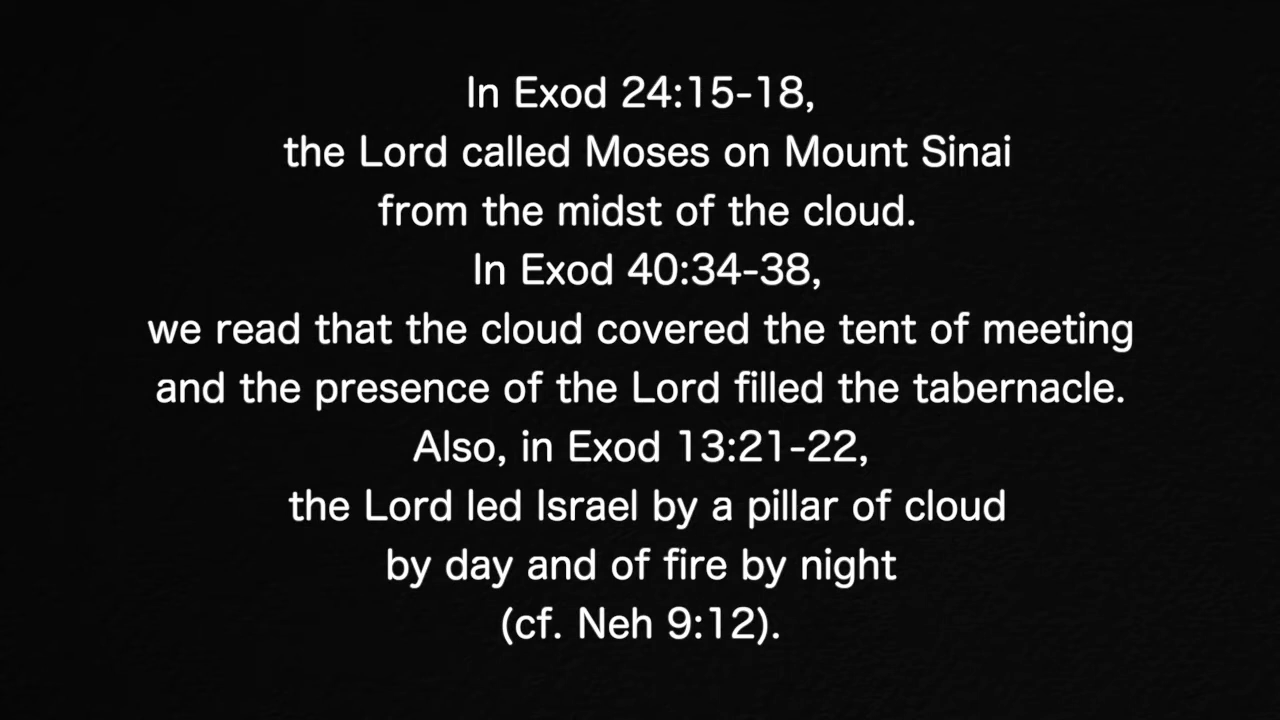 In Exod 24:15-18,
the Lord called Moses on Mount Sinai
from the midst of the cloud.
In Exod 40:34-38,
we read that the cloud covered the tent of meeting
and the presence of the Lord filled the tabernacle.
Also, in Exod 13:21-22,
the Lord led Israel by a pillar of cloud
by day and of fire by night
(cf. Neh 9:12).